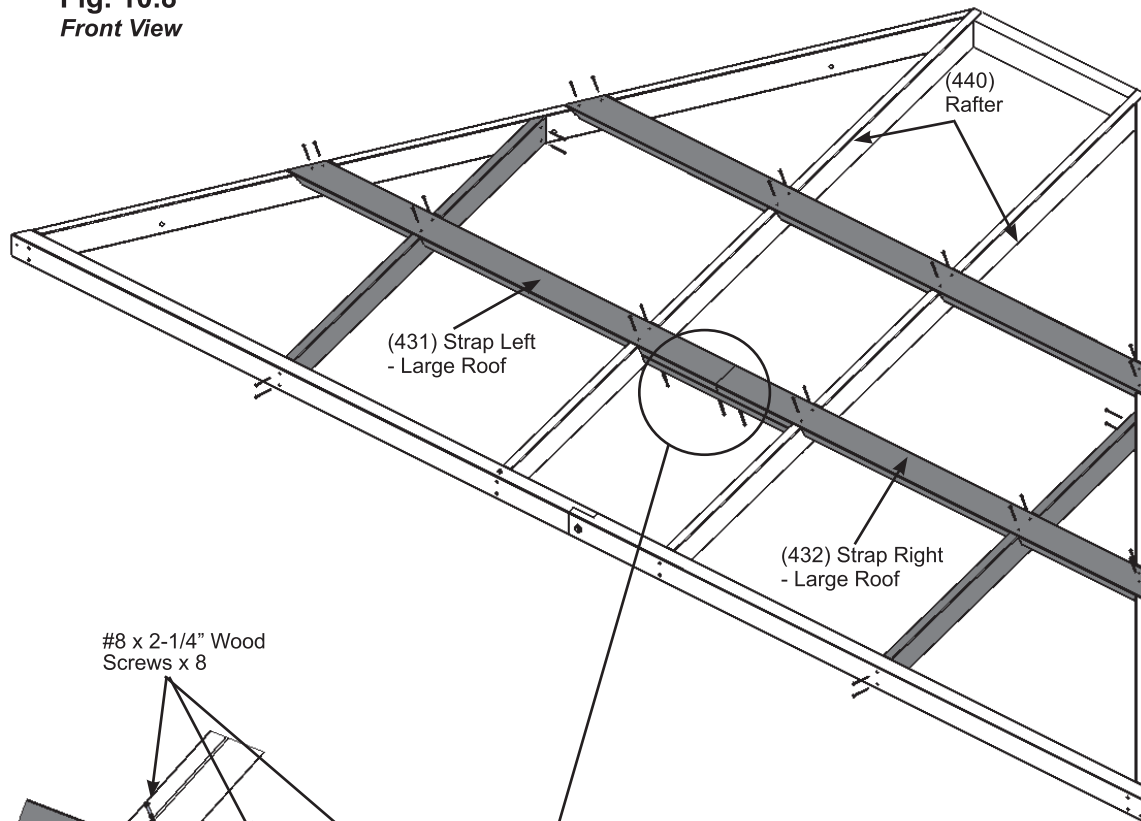 Fig. 10.8
Front View
(440)
Rafter
(431) Strap Left
- Large Roof
(432) Strap Right
- Large Roof
#8 x 2-1/4” Wood
Screws x 8